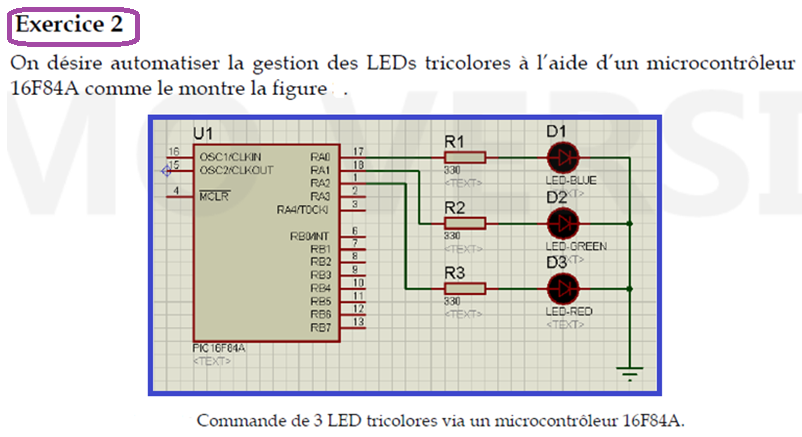 Exercice 2
On désire automatiser la gestion des LEDs tricolores à l'aide d'un microcontrôleur
16F84A comme le montre la figure .
U1
16 OSC1/CLKIN
15 OSC2/CLKOUT
4 MCLR
RA0 17
RA1 18
RA2 1
RA3 2
RA4/T0CKI 3
RB0/INT 6
RB1 7
RB2 8
RB3 9
RB4 10
RB5 11
RB6 12
RB7 13
PIC16F84A
<TEXT>
R1
330
<TEXT>
D1
LED-BLUE
<TEXT>
R2
330
<TEXT>
D2
LED-GREEN
<TEXT>
R3
330
<TEXT>
D3
LED-RED
<TEXT>
Commande de 3 LED tricolores via un microcontrôleur 16F84A.